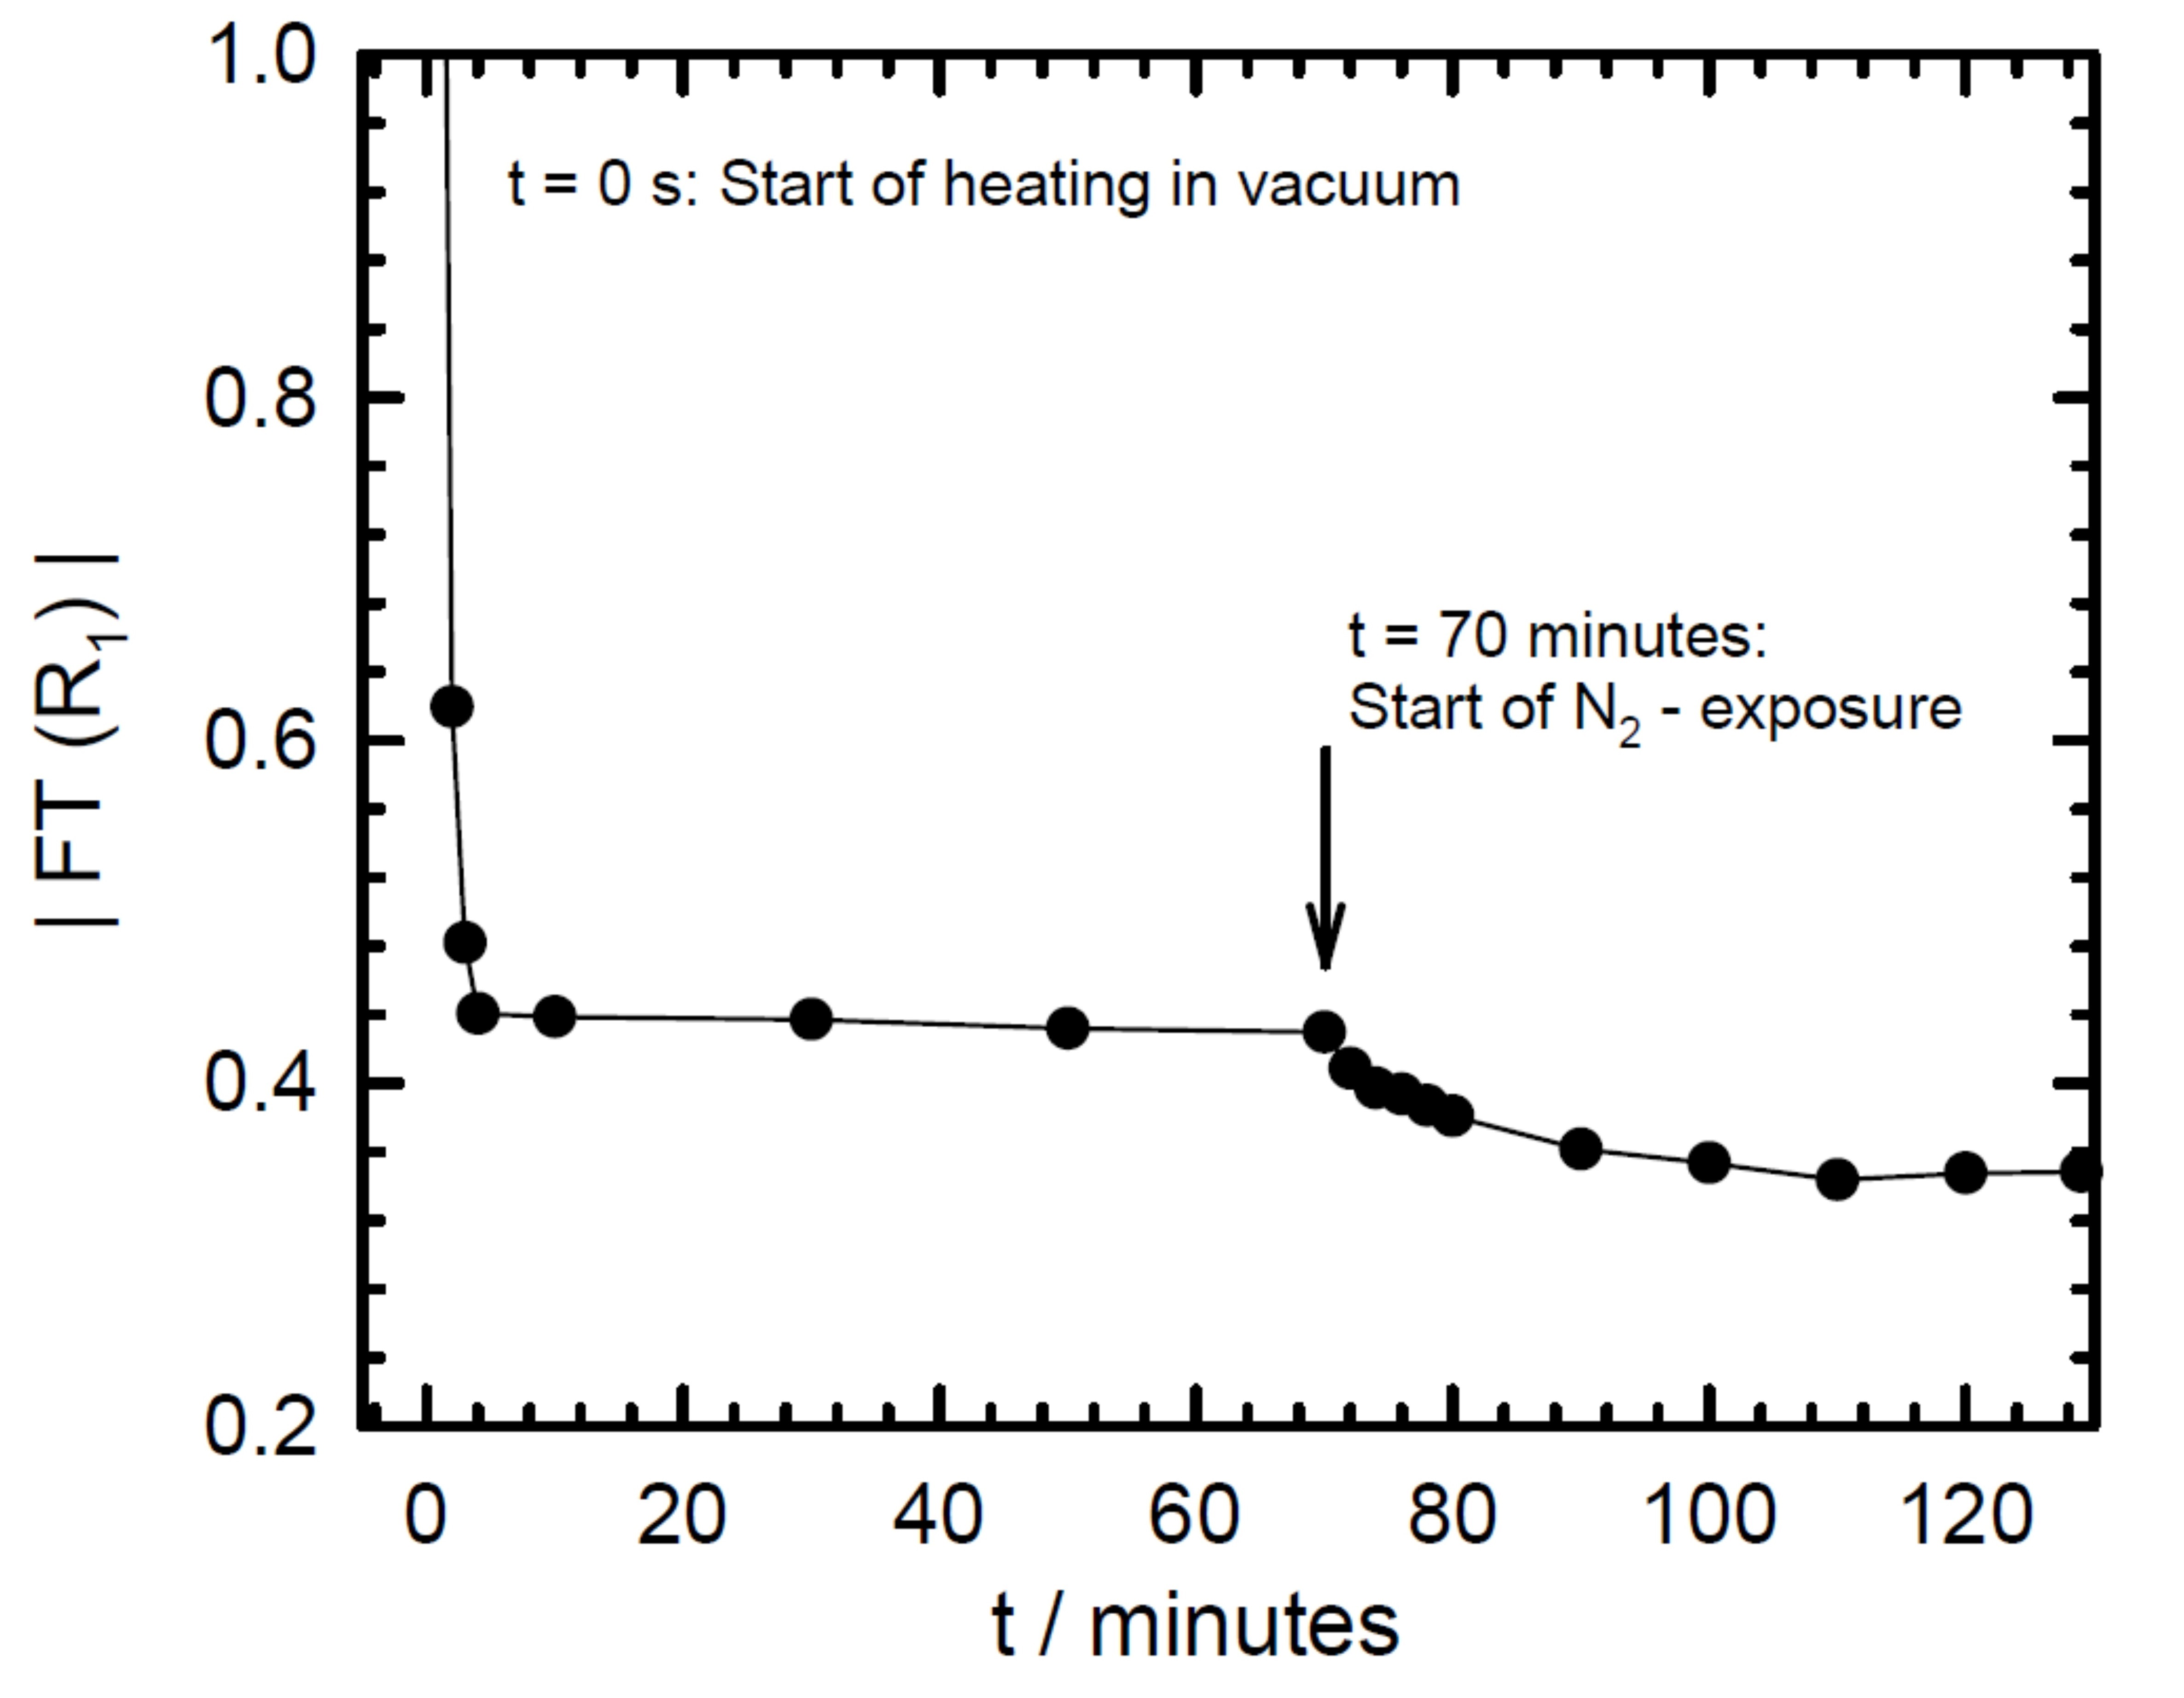 1.0
t = 0 s: Start of heating in vacuum
0.8
t = 70 minutes:
Start of N₂ - exposure
0.6
| FT (R₁) |
0.4
0.2
0 20 40 60 80 100 120
t / minutes